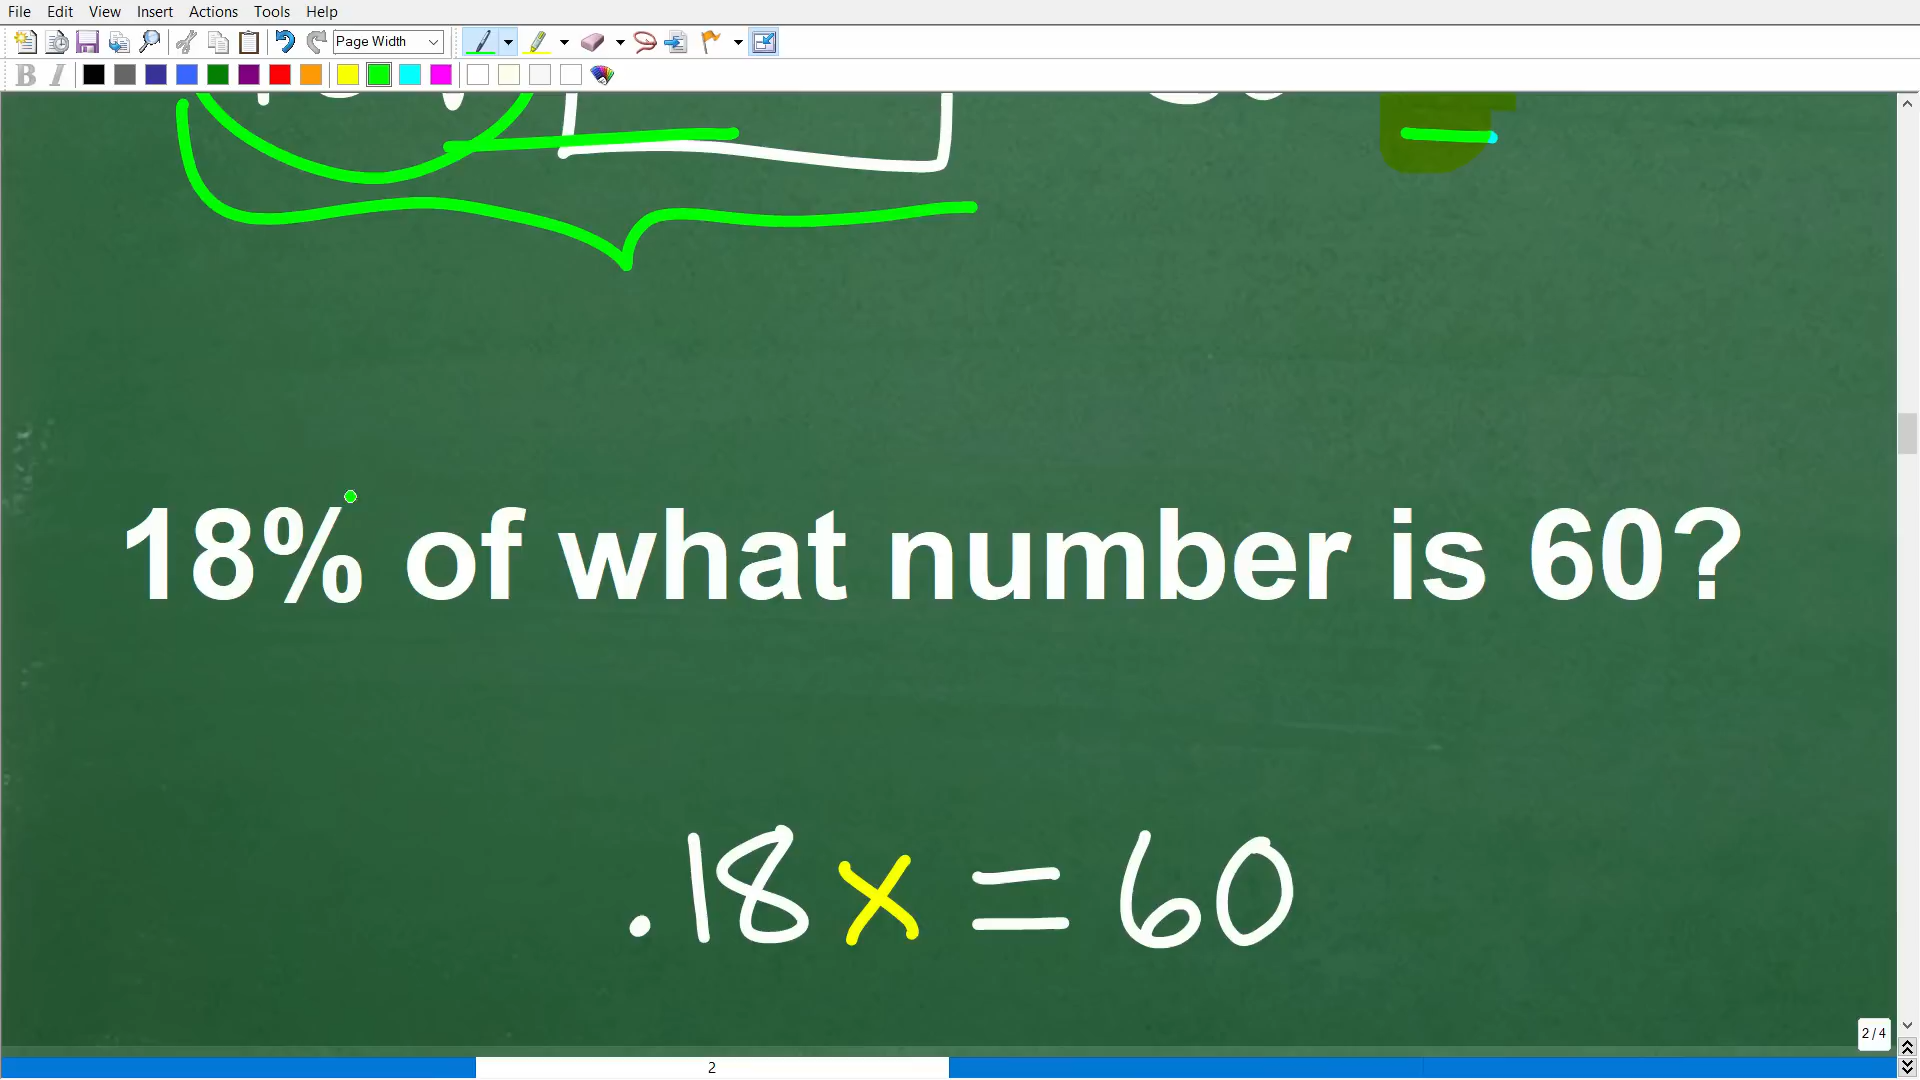 File Edit View Insert Actions Tools Help
Page Width
B I
18% of what number is 60?
.18x = 60
2 / 4
2